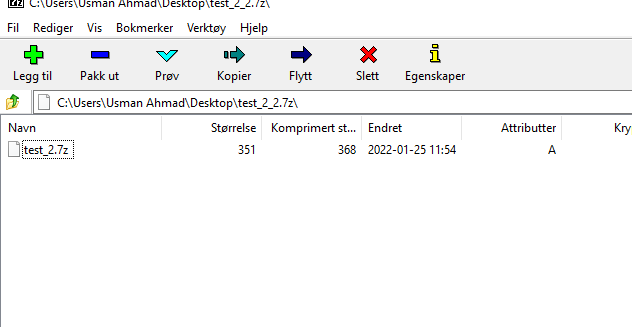 C:\Users\Usman Ahmad\Desktop\test_2_2.7z\
Fil Rediger Vis Bokmerker Verktøy Hjelp
Legg til Pakk ut Prøv Kopier Flytt Slett Egenskaper
C:\Users\Usman Ahmad\Desktop\test_2_2.7z\
Navn Størrelse Komprimert st... Endret Attributter Kry
test_2.7z 351 368 2022-01-25 11:54 A